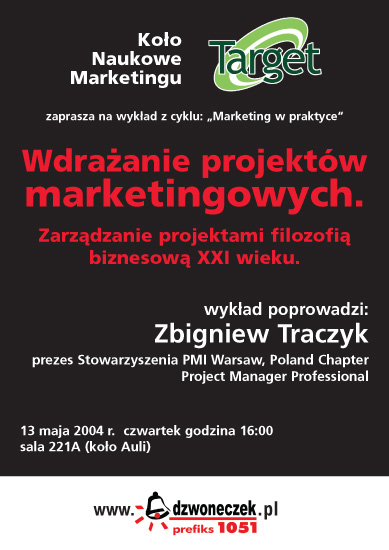 Koło
Naukowe
Marketingu
Target
zaprasza na wykład z cyklu: „Marketing w praktyce”
Wdrażanie projektów
marketingowych.
Zarządzanie projektami filozofią
biznesową XXI wieku.
wykład poprowadzi:
Zbigniew Traczyk
prezes Stowarzyszenia PMI Warsaw, Poland Chapter
Project Manager Professional
13 maja 2004 r. czwartek godzina 16:00
sala 221A (koło Auli)
www.dzwoneczek.pl
prefiks 1051